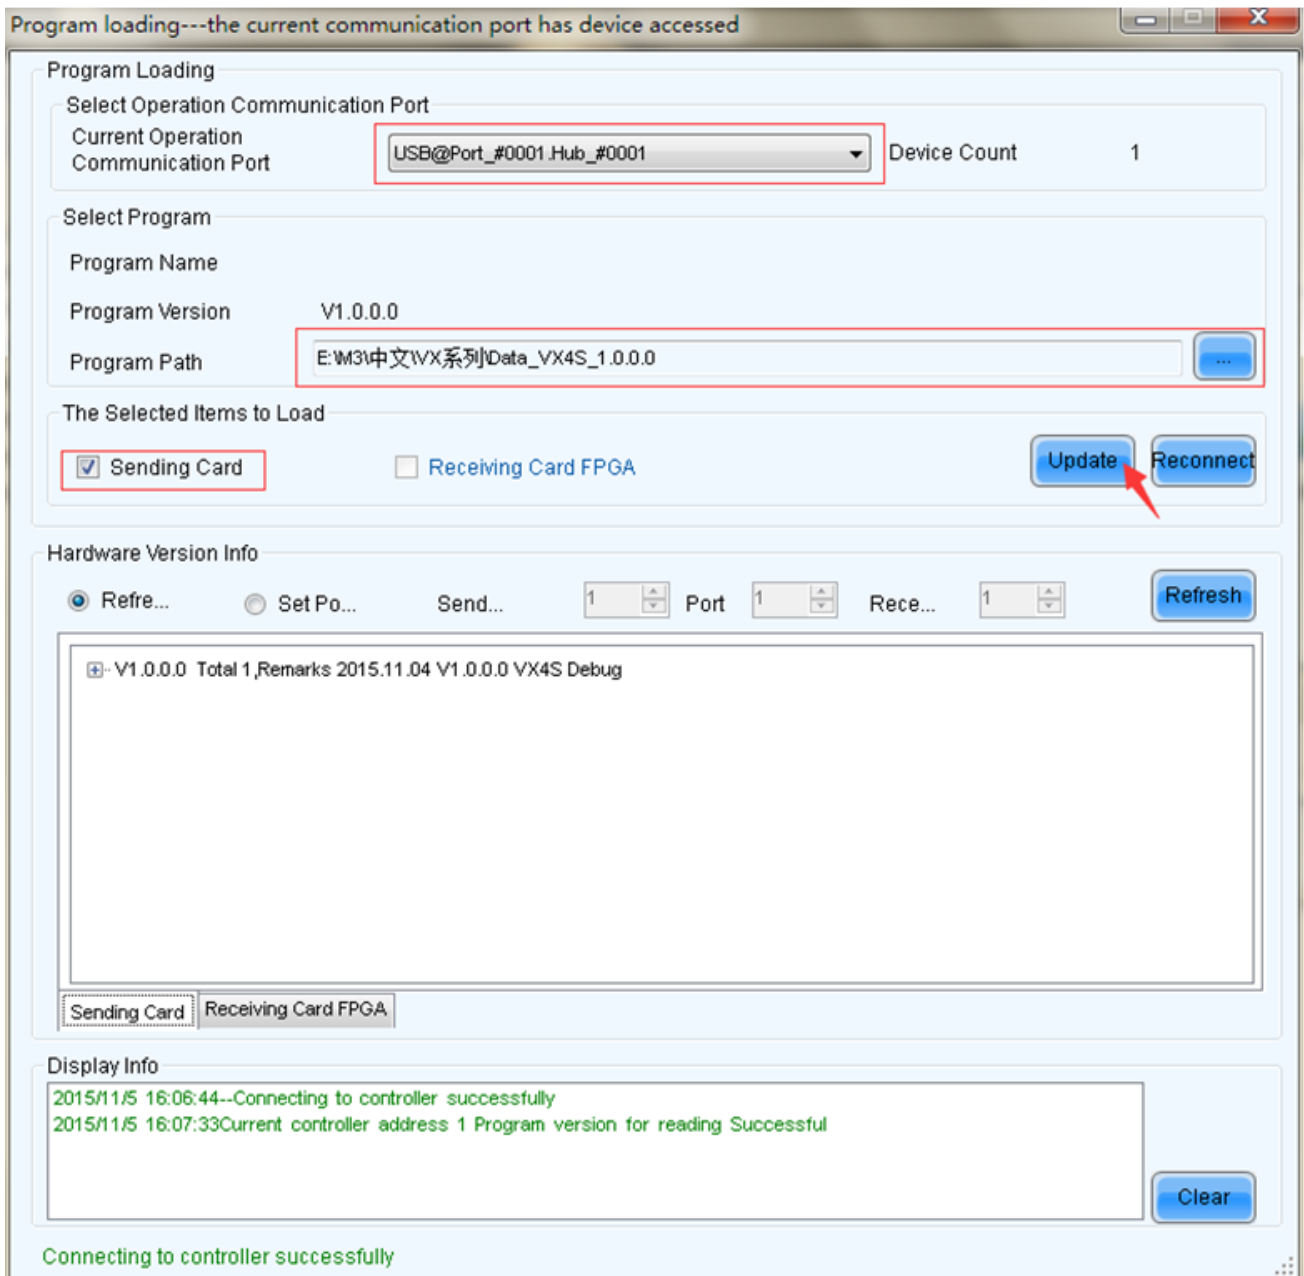 Program loading---the current communication port has device accessed
Program Loading
Select Operation Communication Port
Current Operation
Communication Port
USB@Port_#0001.Hub_#0001
Device Count
1
Select Program
Program Name
Program Version
V1.0.0.0
Program Path
E:\M3\中文\VX系列\Data_VX4S_1.0.0.0
...
The Selected Items to Load
Sending Card
Receiving Card FPGA
Update
Reconnect
Hardware Version Info
Refre...
Set Po...
Send...
1
Port
1
Rece...
1
Refresh
V1.0.0.0 Total 1,Remarks 2015.11.04 V1.0.0.0 VX4S Debug
Sending Card
Receiving Card FPGA
Display Info
2015/11/5 16:06:44--Connecting to controller successfully
2015/11/5 16:07:33Current controller address 1 Program version for reading Successful
Clear
Connecting to controller successfully